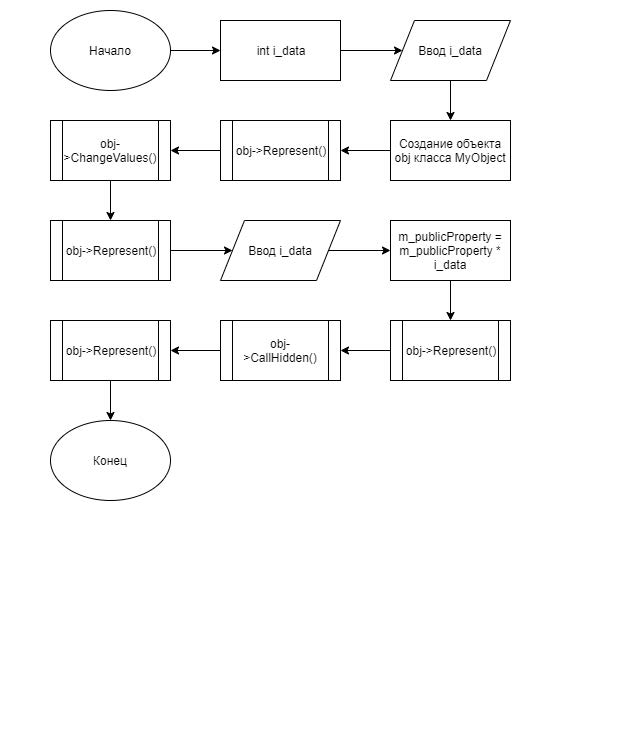 Начало
int i_data
Ввод i_data
Создание объекта
obj класса MyObject
obj->Represent()
obj-
>ChangeValues()
obj->Represent()
Ввод i_data
m_publicProperty =
m_publicProperty *
i_data
obj->Represent()
obj-
>CallHidden()
obj->Represent()
Конец